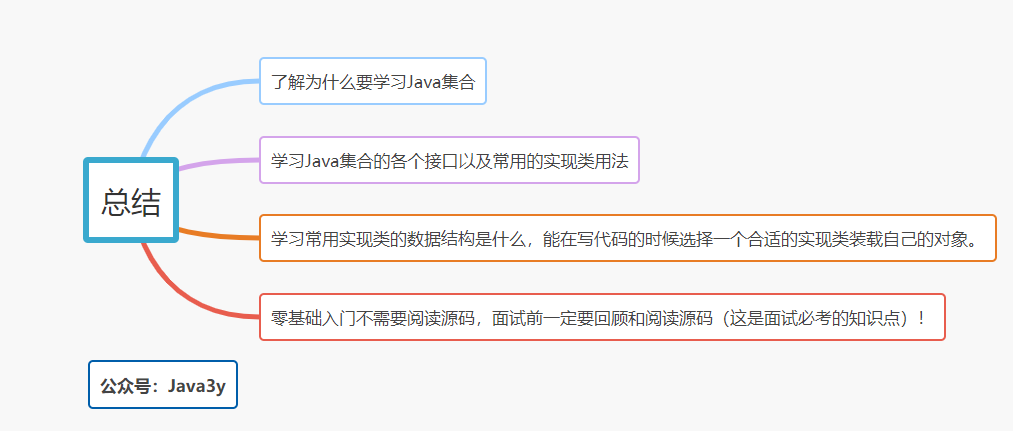 了解为什么要学习Java集合
学习Java集合的各个接口以及常用的实现类用法
总结
学习常用实现类的数据结构是什么，能在写代码的时候选择一个合适的实现类装载自己的对象。
零基础入门不需要阅读源码，面试前一定要回顾和阅读源码（这是面试必考的知识点）！
公众号：Java3y